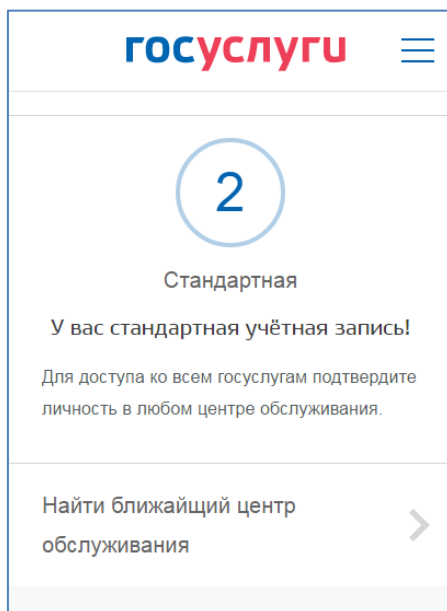 госуслуги
2
Стандартная
У вас стандартная учётная запись!
Для доступа ко всем госуслугам подтвердите
личность в любом центре обслуживания.
Найти ближайщий центр
обслуживания